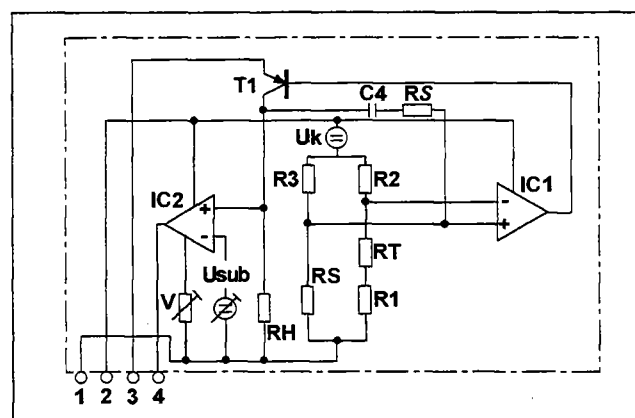 T1
C4 RS
Uk
R3 R2
IC2 IC1
+ -
- +
Usub RT
V RS R1
RH
1 2 3 4